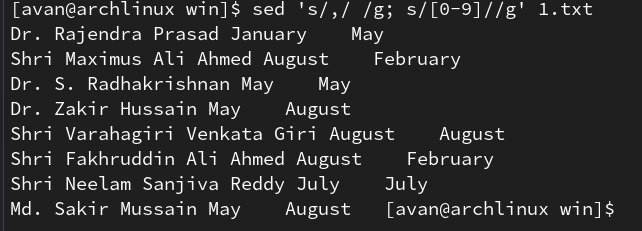 [avan@archlinux win]$ sed 's/,/ /g; s/[0-9]//g' 1.txt
Dr. Rajendra Prasad January    May
Shri Maximus Ali Ahmed August    February
Dr. S. Radhakrishnan May    May
Dr. Zakir Hussain May    August
Shri Varahagiri Venkata Giri August    August
Shri Fakhruddin Ali Ahmed August    February
Shri Neelam Sanjiva Reddy July    July
Md. Sakir Mussain May    August   [avan@archlinux win]$